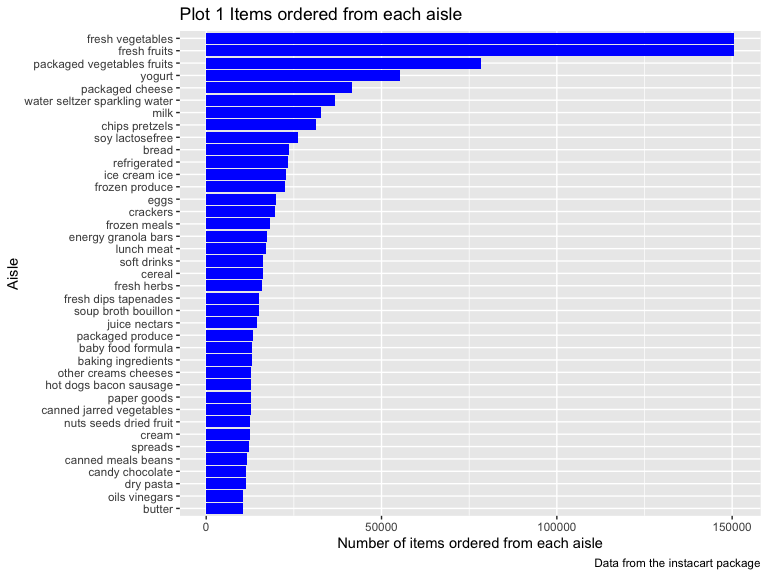 Plot 1 Items ordered from each aisle
fresh vegetables
fresh fruits
packaged vegetables fruits
yogurt
packaged cheese
water seltzer sparkling water
milk
chips pretzels
soy lactosefree
bread
refrigerated
ice cream ice
frozen produce
eggs
crackers
frozen meals
energy granola bars
lunch meat
soft drinks
cereal
fresh herbs
fresh dips tapenades
soup broth bouillon
juice nectars
packaged produce
baby food formula
baking ingredients
other creams cheeses
hot dogs bacon sausage
paper goods
canned jarred vegetables
nuts seeds dried fruit
cream
spreads
canned meals beans
candy chocolate
dry pasta
oils vinegars
butter
Aisle
0 50000 100000 150000
Number of items ordered from each aisle
Data from the instacart package